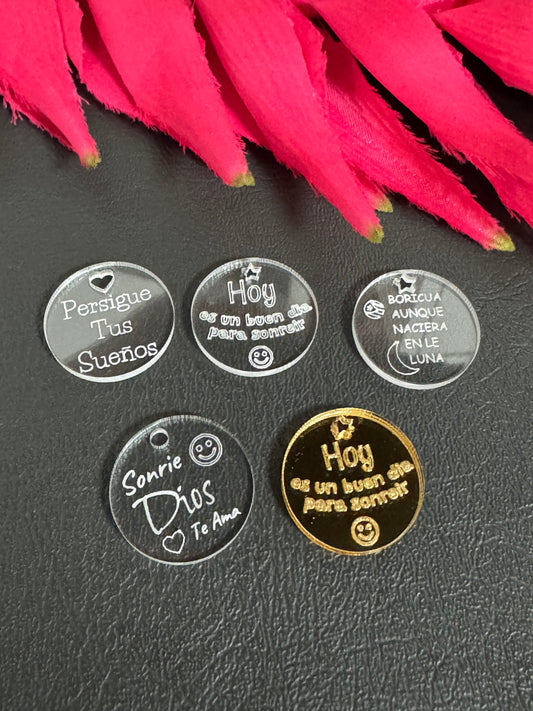 Persigue
Tus
Sueños
Hoy
es un buen dia
para sonreir
BORICUA
AUNQUE
NACIERA
EN LE
LUNA
Sonrie
Dios
Te Ama
Hoy
es un buen dia
para sonreir